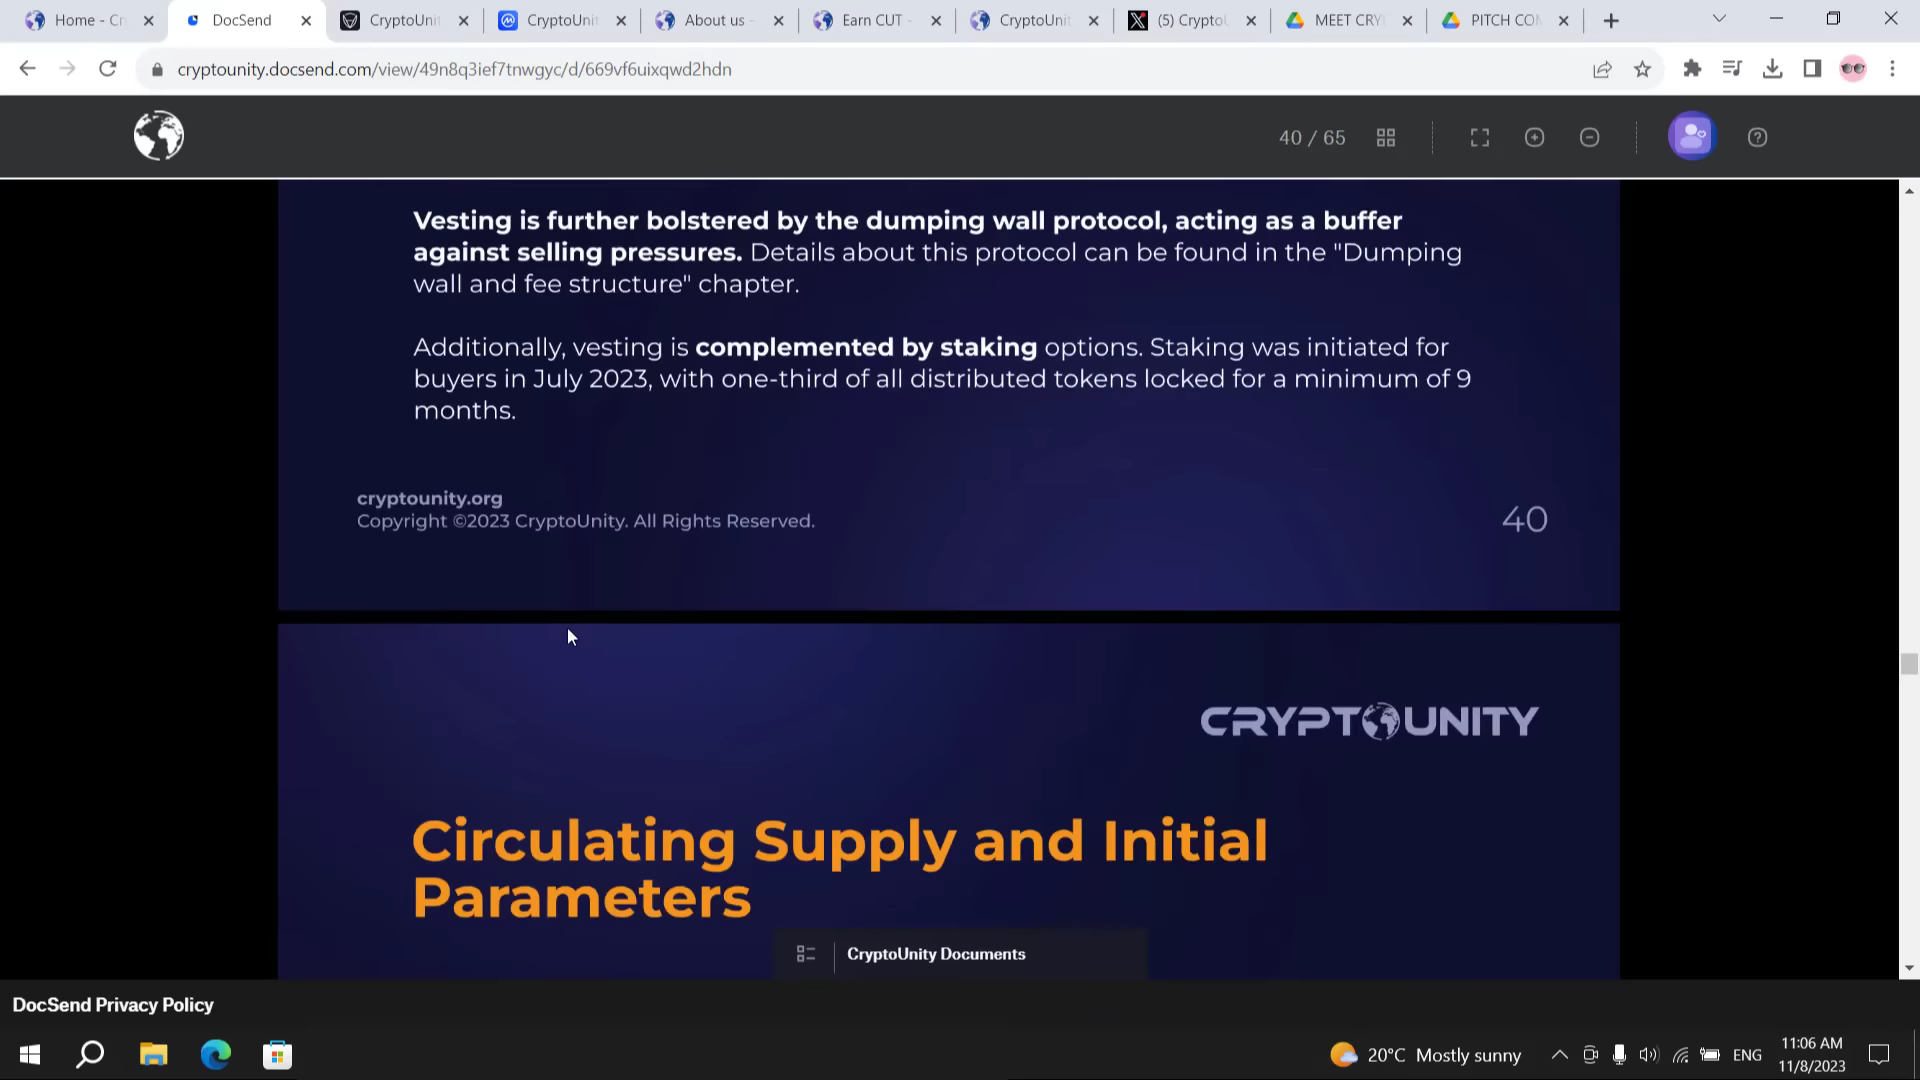 Home - Cr
DocSend
CryptoUnit
CryptoUnit
About us -
Earn CUT -
CryptoUnit
(5) CryptoU
MEET CRY
PITCH CON
cryptounity.docsend.com/view/49n8q3ief7tnwgyc/d/669vf6uixqwd2hdn
40 / 65
Vesting is further bolstered by the dumping wall protocol, acting as a buffer
against selling pressures. Details about this protocol can be found in the "Dumping
wall and fee structure" chapter.
Additionally, vesting is complemented by staking options. Staking was initiated for
buyers in July 2023, with one-third of all distributed tokens locked for a minimum of 9
months.
cryptounity.org
Copyright ©2023 CryptoUnity. All Rights Reserved.
40
CRYPTOUNITY
Circulating Supply and Initial
Parameters
CryptoUnity Documents
DocSend Privacy Policy
20°C Mostly sunny
ENG
11:06 AM
11/8/2023